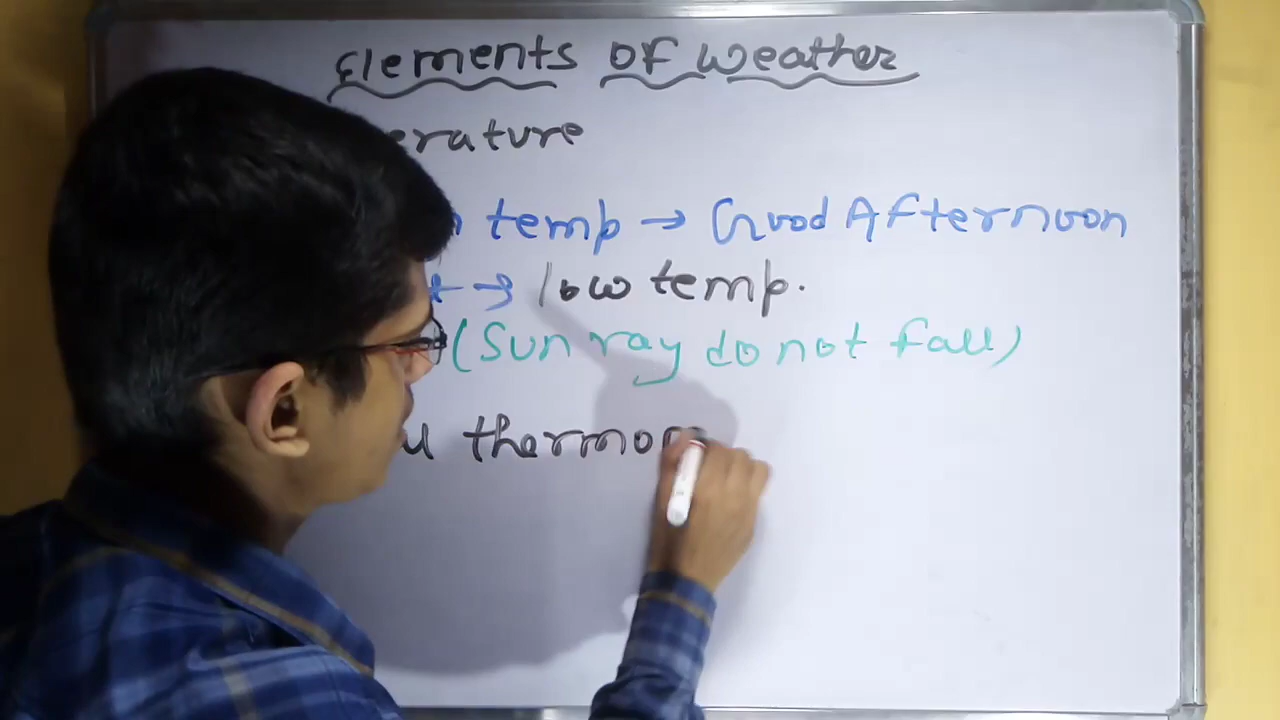 Elements of weather
erature
temp → Good Afternoon
→ low temp.
(Sun ray do not fall)
thermom